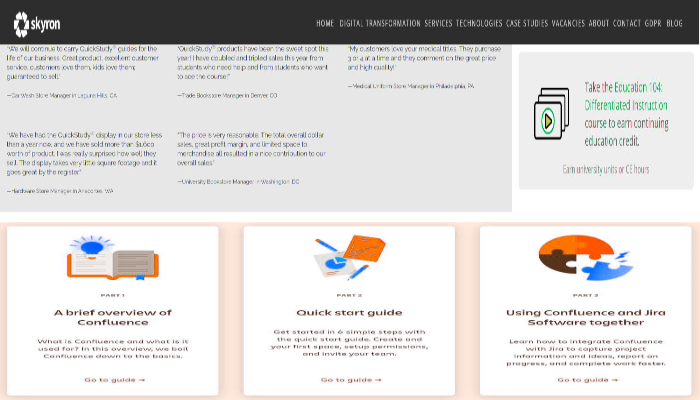 skyron
HOME DIGITAL TRANSFORMATION SERVICES TECHNOLOGIES CASE STUDIES VACANCIES ABOUT CONTACT GDPR BLOG
"We will continue to carry QuickStudy® guides for the
life of our business. Great product, excellent customer
service, customers love them, kids love them;
guaranteed to sell."
—Car Wash Store Manager in Laguna Hills, CA
"QuickStudy® products have been the sweet spot this
year! I have doubled and tripled sales this year from
students who need help and from students who want
to ace the course!"
—Trade Bookstore Manager in Denver, CO
"My customers love your medical titles. They purchase
3 or 4 at a time and they comment on the great price
and high quality!"
—Medical Uniform Store Manager in Philadelphia, PA
"We have had the QuickStudy® display in our store less
than a year now, and we have sold more than $1,600
worth of product. I was really surprised how well they
sell. The display takes very little square footage and it
goes great by the register."
—Hardware Store Manager in Anacortes, WA
"The price is very reasonable. The total overall dollar
sales, great profit margin, and limited space to
merchandise all resulted in a nice contribution to our
overall sales."
—University Bookstore Manager in Washington, DC
Take the Education 104:
Differentiated Instruction
course to earn continuing
education credit.
Earn university units or CE hours
PART 1
A brief overview of
Confluence
What is Confluence and what is it
used for? In this overview, we boil
Confluence down to the basics.
Go to guide →
PART 2
Quick start guide
Get started in 6 simple steps with
the quick start guide. Create and
your first space, setup permissions,
and invite your team.
Go to guide →
PART 3
Using Confluence and Jira
Software together
Learn how to integrate Confluence
with Jira to capture project
information and ideas, report on
progress, and complete work faster.
Go to guide →